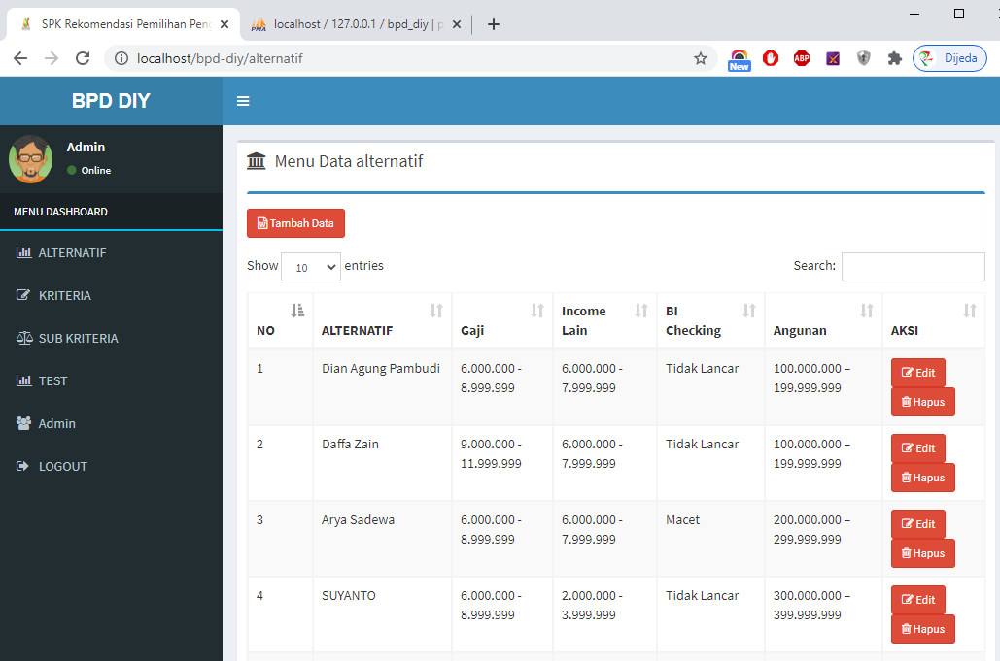 SPK Rekomendasi Pemilihan Peng
localhost / 127.0.0.1 / bpd_diy | p
localhost/bpd-diy/alternatif
New
ABP
Dijeda
BPD DIY
Admin
Online
MENU DASHBOARD
ALTERNATIF
KRITERIA
SUB KRITERIA
TEST
Admin
LOGOUT
Menu Data alternatif
Tambah Data
Show 10 entries
Search:
NO ALTERNATIF Gaji Income Lain BI Checking Angunan AKSI
1 Dian Agung Pambudi 6.000.000 - 6.000.000 - Tidak Lancar 100.000.000 – Edit
8.999.999 7.999.999 199.999.999 Hapus
2 Daffa Zain 9.000.000 - 6.000.000 - Tidak Lancar 100.000.000 – Edit
11.999.999 7.999.999 199.999.999 Hapus
3 Arya Sadewa 6.000.000 - 6.000.000 - Macet 200.000.000 – Edit
8.999.999 7.999.999 299.999.999 Hapus
4 SUYANTO 6.000.000 - 2.000.000 - Tidak Lancar 300.000.000 – Edit
8.999.999 3.999.999 399.999.999 Hapus